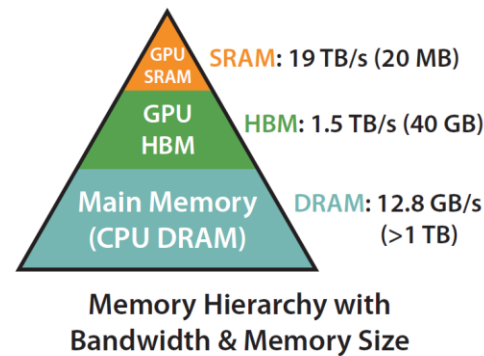 GPU
SRAM
SRAM: 19 TB/s (20 MB)
GPU
HBM
HBM: 1.5 TB/s (40 GB)
Main Memory
(CPU DRAM)
DRAM: 12.8 GB/s
(>1 TB)
Memory Hierarchy with
Bandwidth & Memory Size